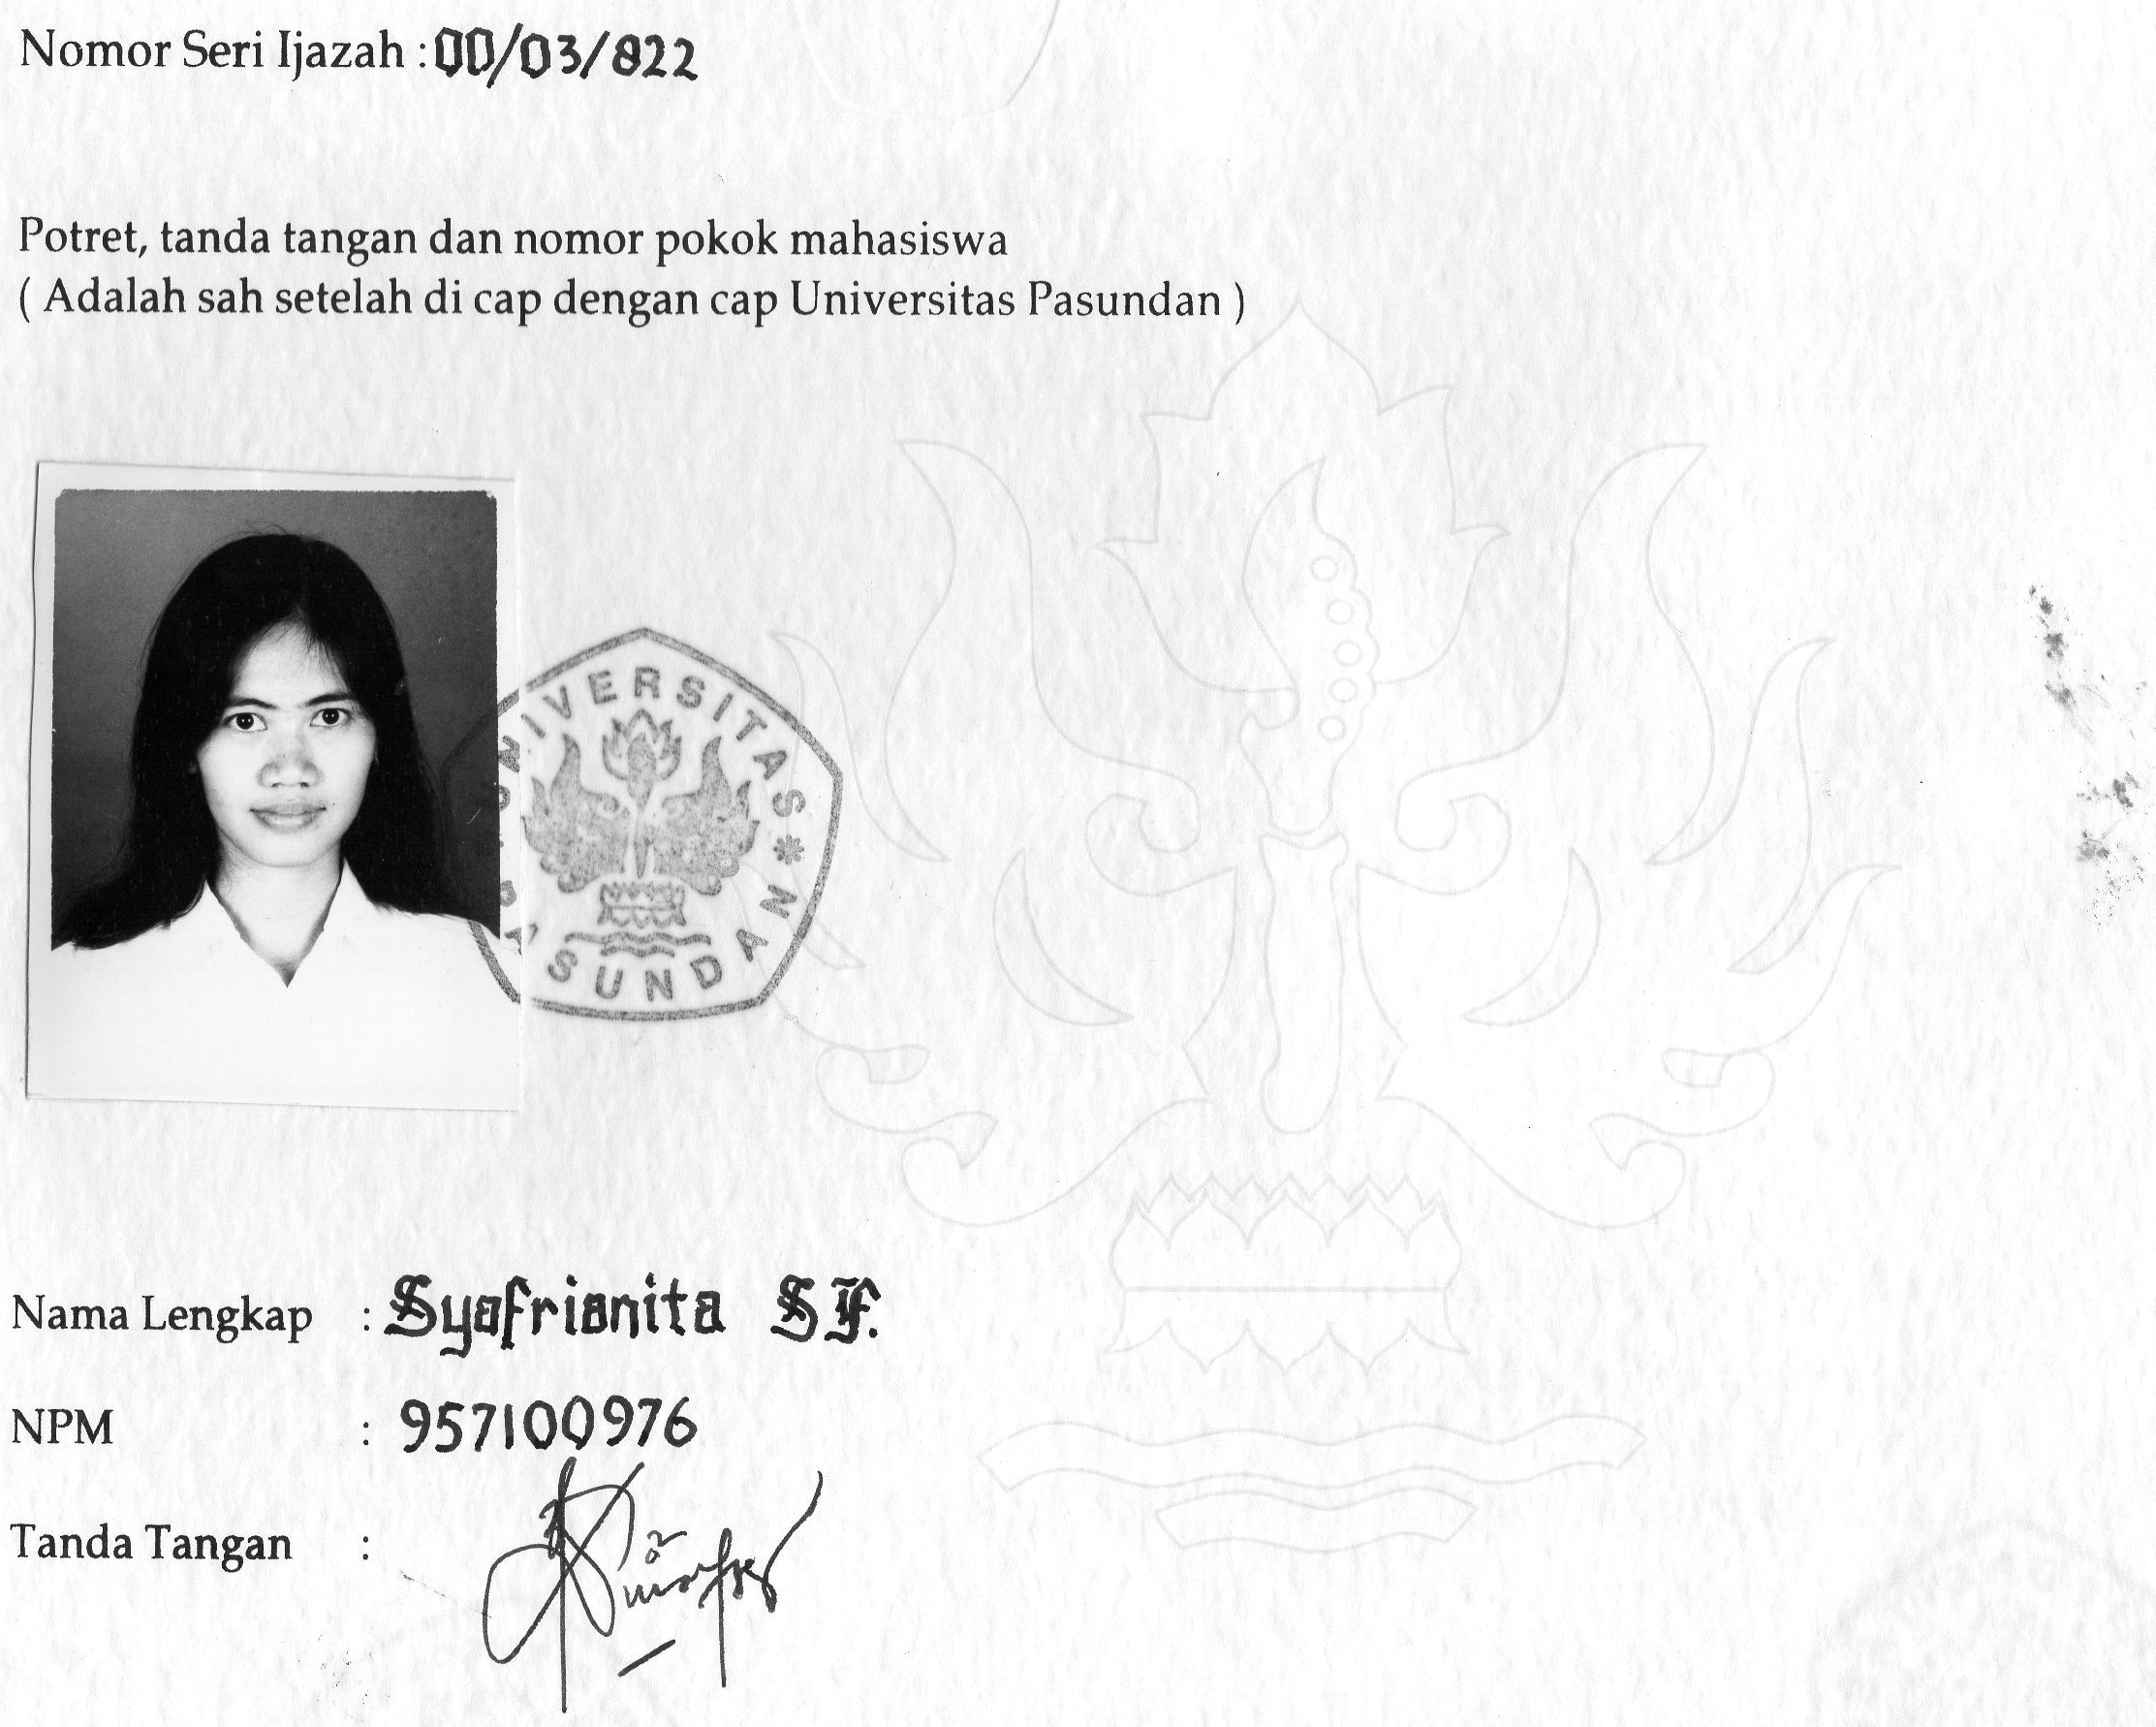 Nomor Seri Ijazah : 00/03/822
Potret, tanda tangan dan nomor pokok mahasiswa
( Adalah sah setelah di cap dengan cap Universitas Pasundan )
UNIVERSITAS * PASUNDAN
Nama Lengkap : Syafrianita SF.
NPM : 957100976
Tanda Tangan :